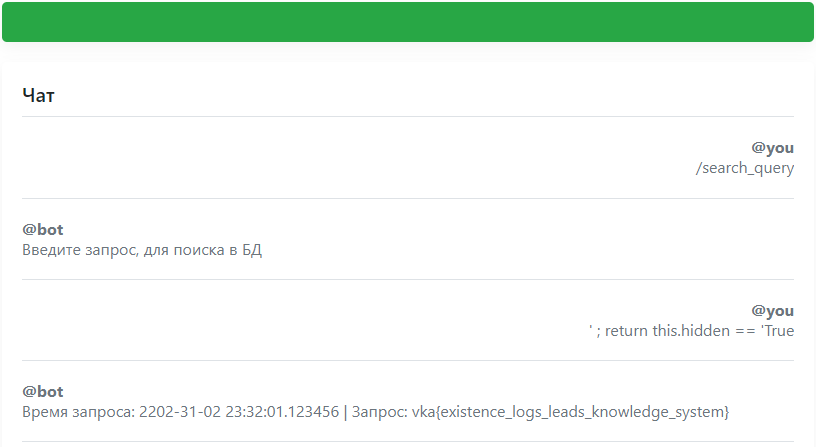 Чат
@you
/search_query
@bot
Введите запрос, для поиска в БД
@you
' ; return this.hidden == 'True
@bot
Время запроса: 2202-31-02 23:32:01.123456 | Запрос: vka{existence_logs_leads_knowledge_system}